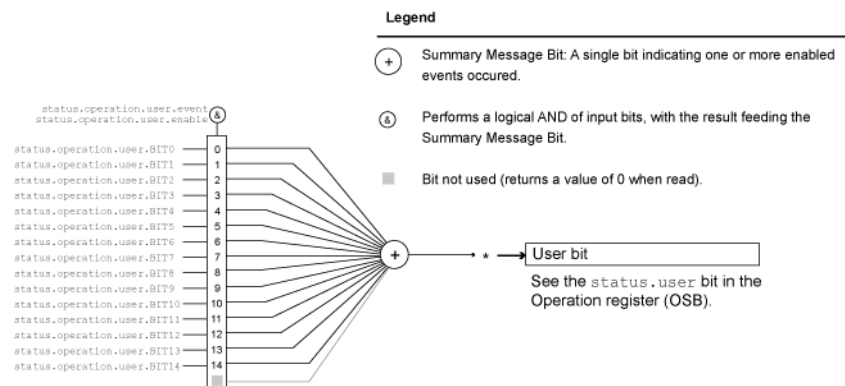 Legend
+
Summary Message Bit: A single bit indicating one or more enabled
events occured.
&
Performs a logical AND of input bits, with the result feeding the
Summary Message Bit.
Bit not used (returns a value of 0 when read).
status.operation.user.event
status.operation.user.enable
&
status.operation.user.BIT0 0
status.operation.user.BIT1 1
status.operation.user.BIT2 2
status.operation.user.BIT3 3
status.operation.user.BIT4 4
status.operation.user.BIT5 5
status.operation.user.BIT6 6
status.operation.user.BIT7 7
status.operation.user.BIT8 8
status.operation.user.BIT9 9
status.operation.user.BIT10 10
status.operation.user.BIT11 11
status.operation.user.BIT12 12
status.operation.user.BIT13 13
status.operation.user.BIT14 14
+
*
User bit
See the status.user bit in the
Operation register (OSB).